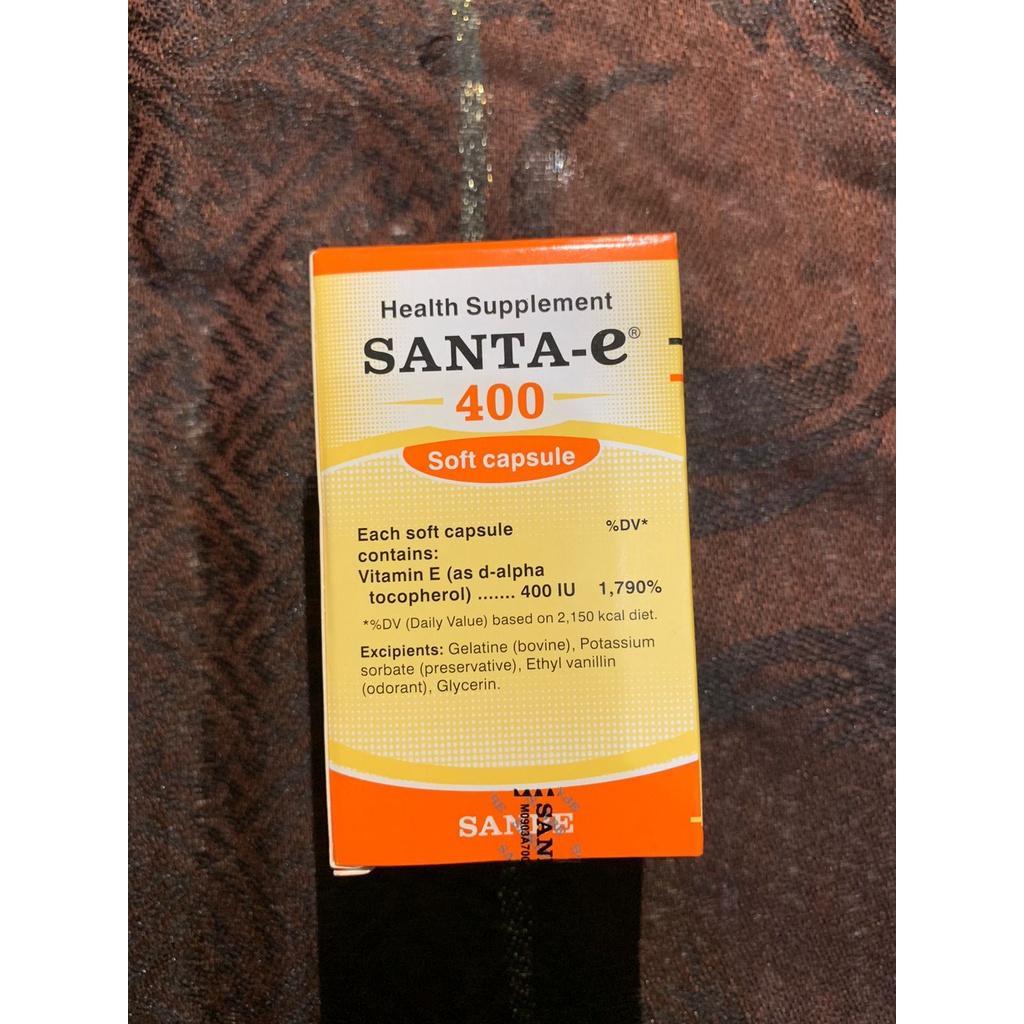 Health Supplement
SANTA-e®
400
Soft capsule
Each soft capsule %DV*
contains:
Vitamin E (as d-alpha
tocopherol) ....... 400 IU 1,790%
*%DV (Daily Value) based on 2,150 kcal diet.
Excipients: Gelatine (bovine), Potassium
sorbate (preservative), Ethyl vanillin
(odorant), Glycerin.
SAN